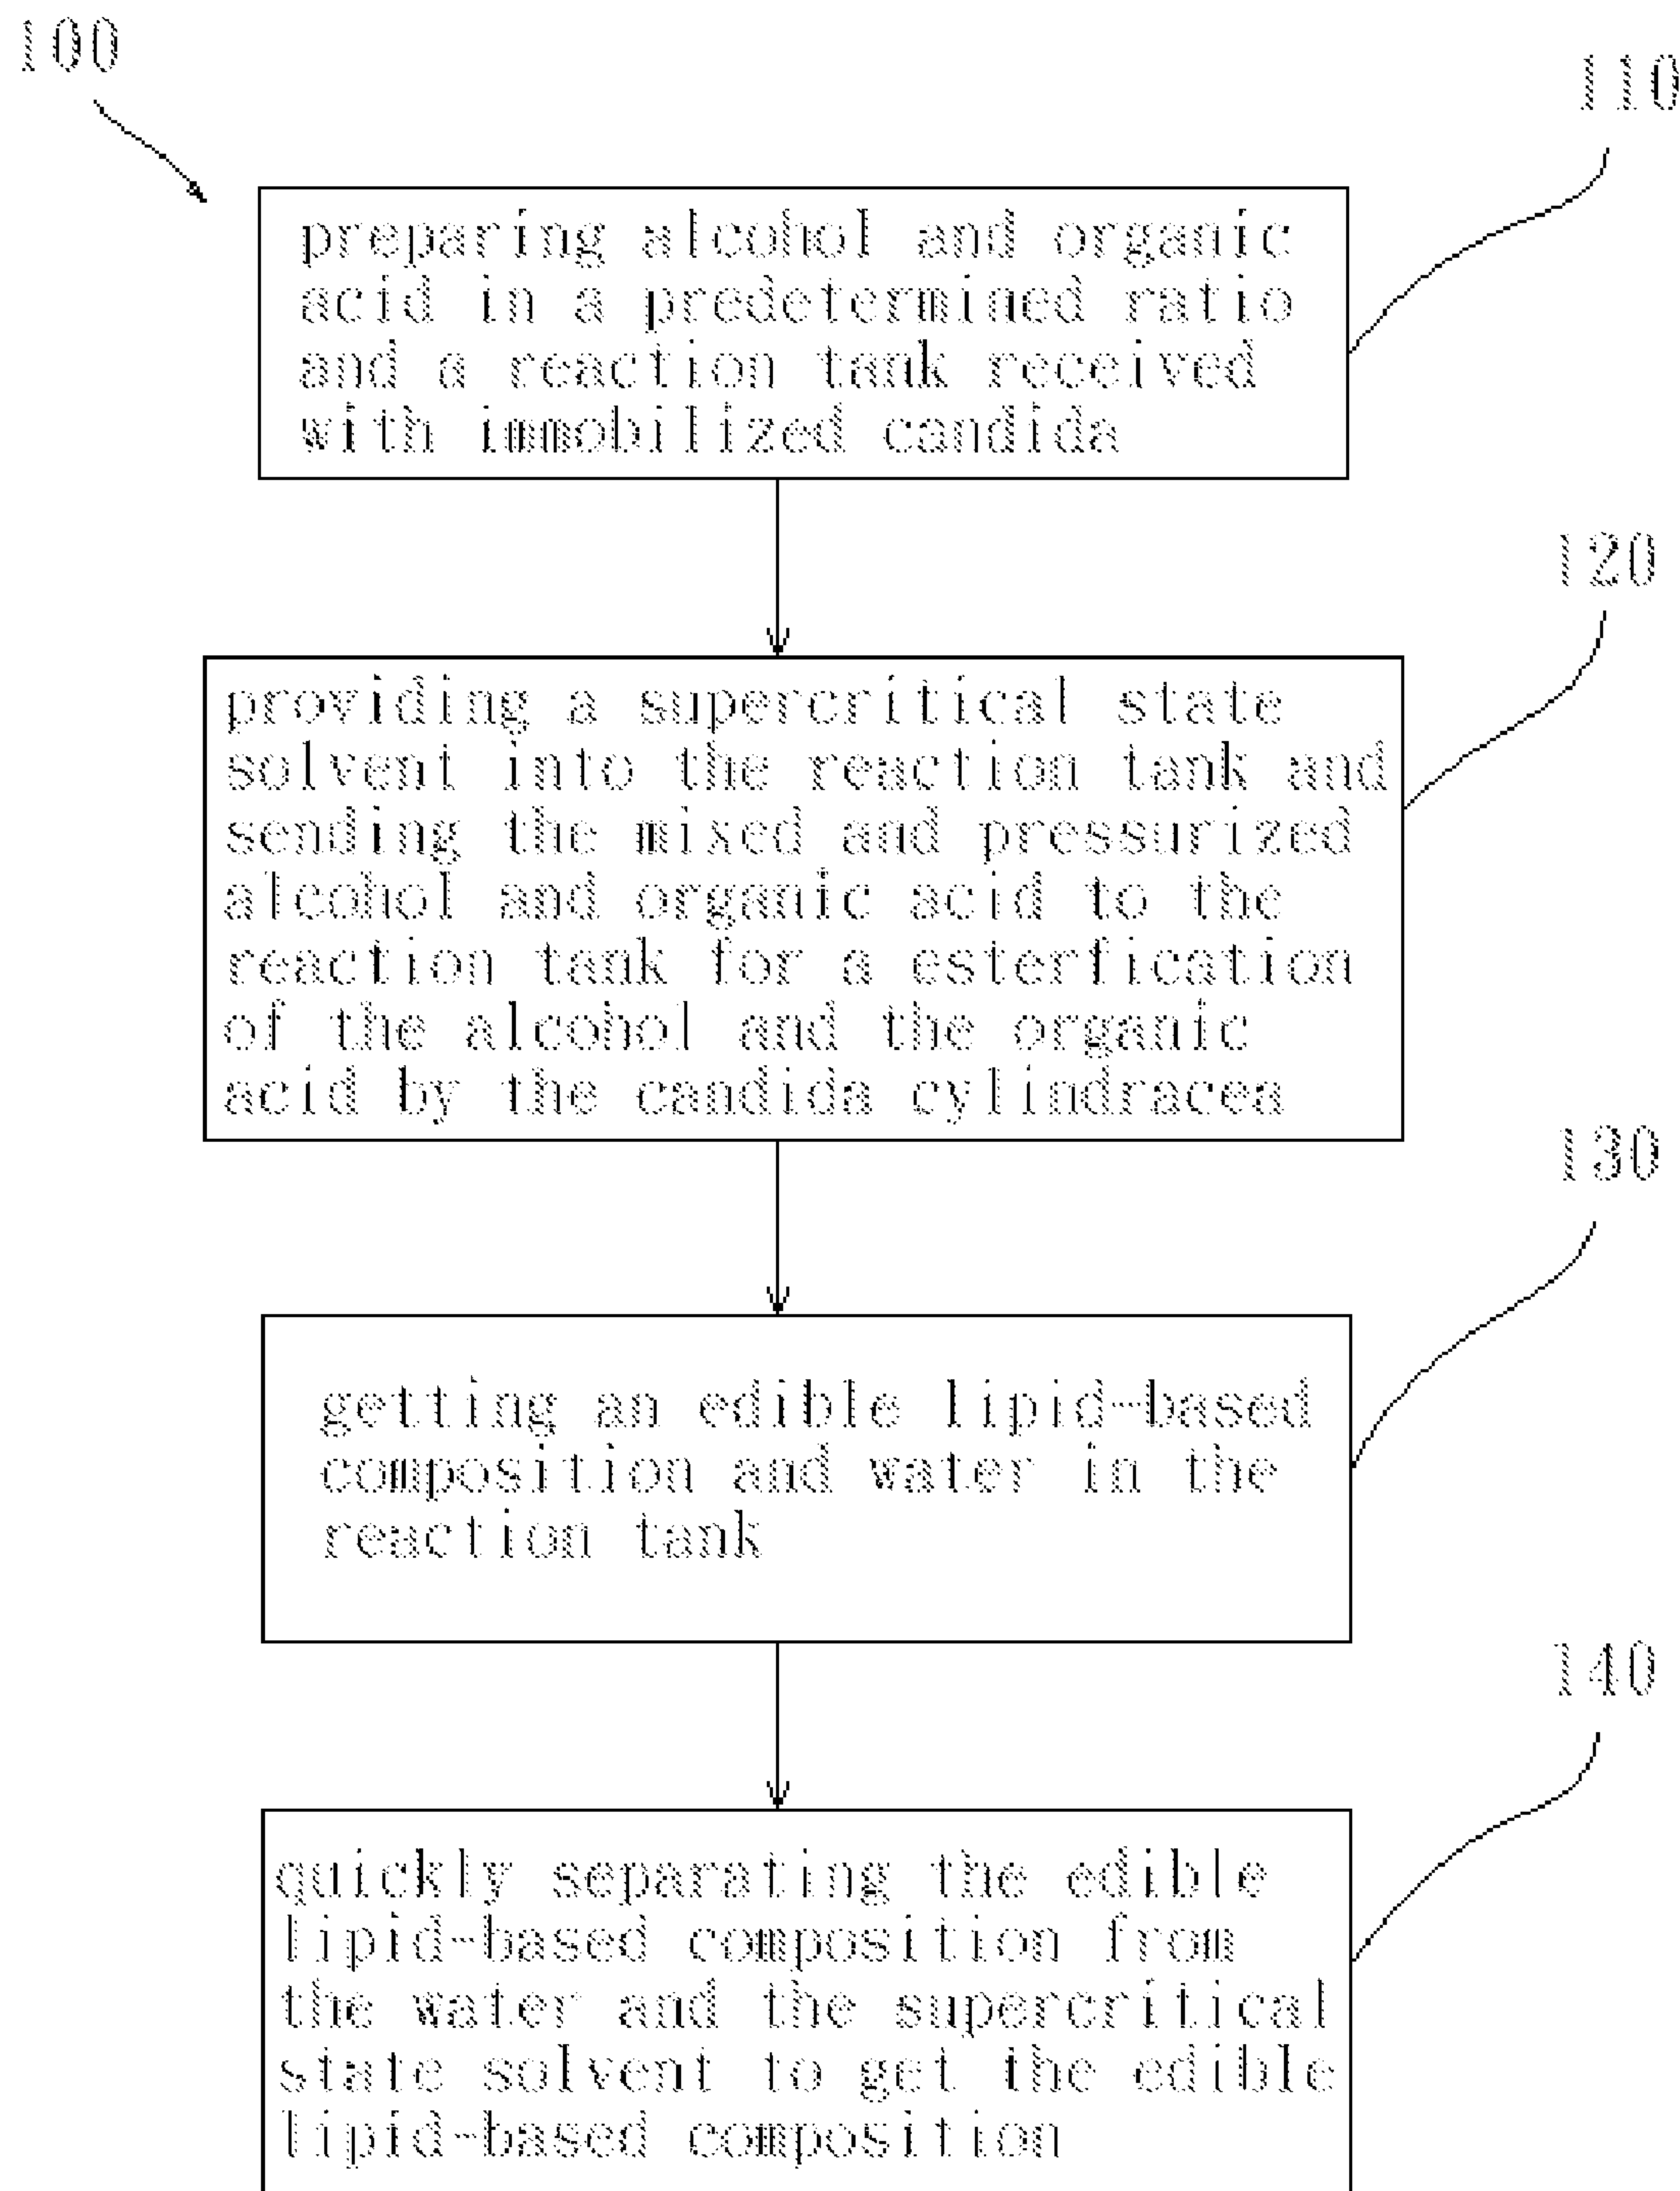 100
110
preparing alcohol and organic
acid in a predetermined ratio
and a reaction tank received
with immobilized candida
120
providing a supercritical state
solvent into the reaction tank and
sending the mixed and pressurized
alcohol and organic acid to the
reaction tank for a esterfication
of the alcohol and the organic
acid by the candida cylindracea
130
getting an edible lipid-based
composition and water in the
reaction tank
140
quickly separating the edible
lipid-based composition from
the water and the supercritical
state solvent to get the edible
lipid-based composition